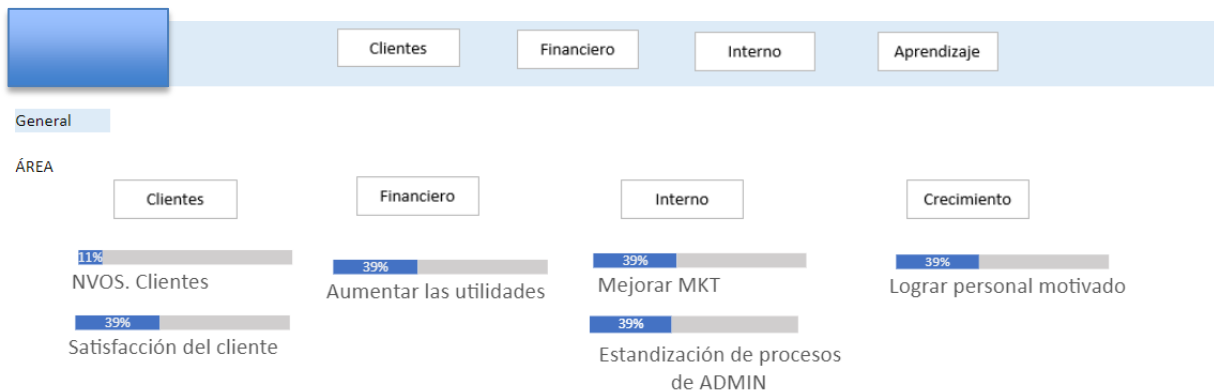 Clientes
Financiero
Interno
Aprendizaje
General
ÁREA
Clientes
Financiero
Interno
Crecimiento
11%
NVOS. Clientes
39%
Satisfacción del cliente
39%
Aumentar las utilidades
39%
Mejorar MKT
39%
Estandización de procesos
de ADMIN
39%
Lograr personal motivado